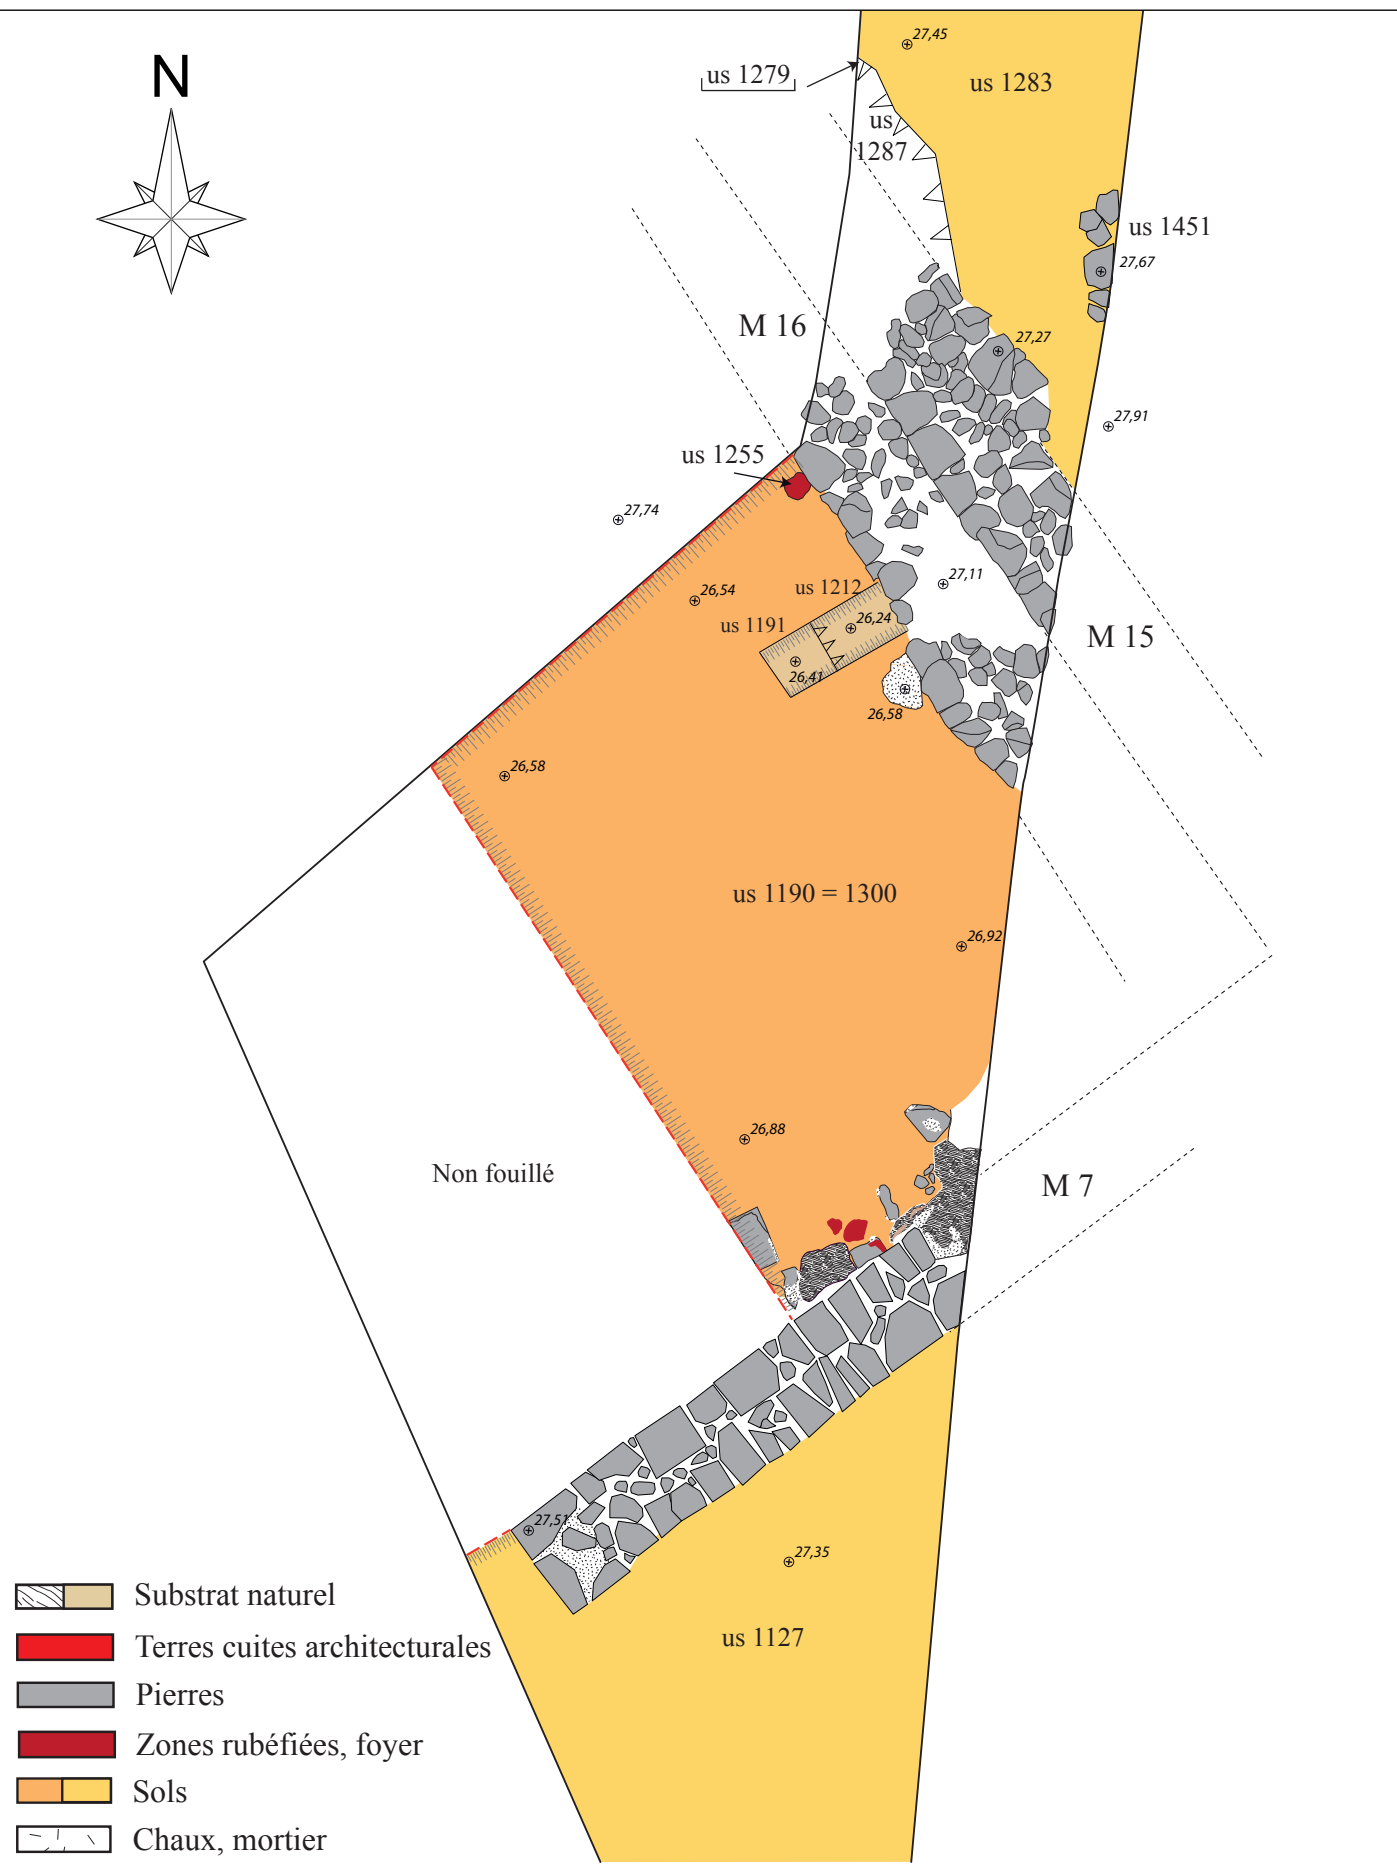 N
27,45
us 1279
us 1283
us
1287
us 1451
27,67
M 16
27,27
27,91
us 1255
27,74
27,11
26,54
us 1212
26,24
us 1191
M 15
26,41
26,58
26,58
us 1190 = 1300
26,92
26,88
Non fouillé
M 7
27,51
27,35
us 1127
Substrat naturel
Terres cuites architecturales
Pierres
Zones rubéfiées, foyer
Sols
Chaux, mortier